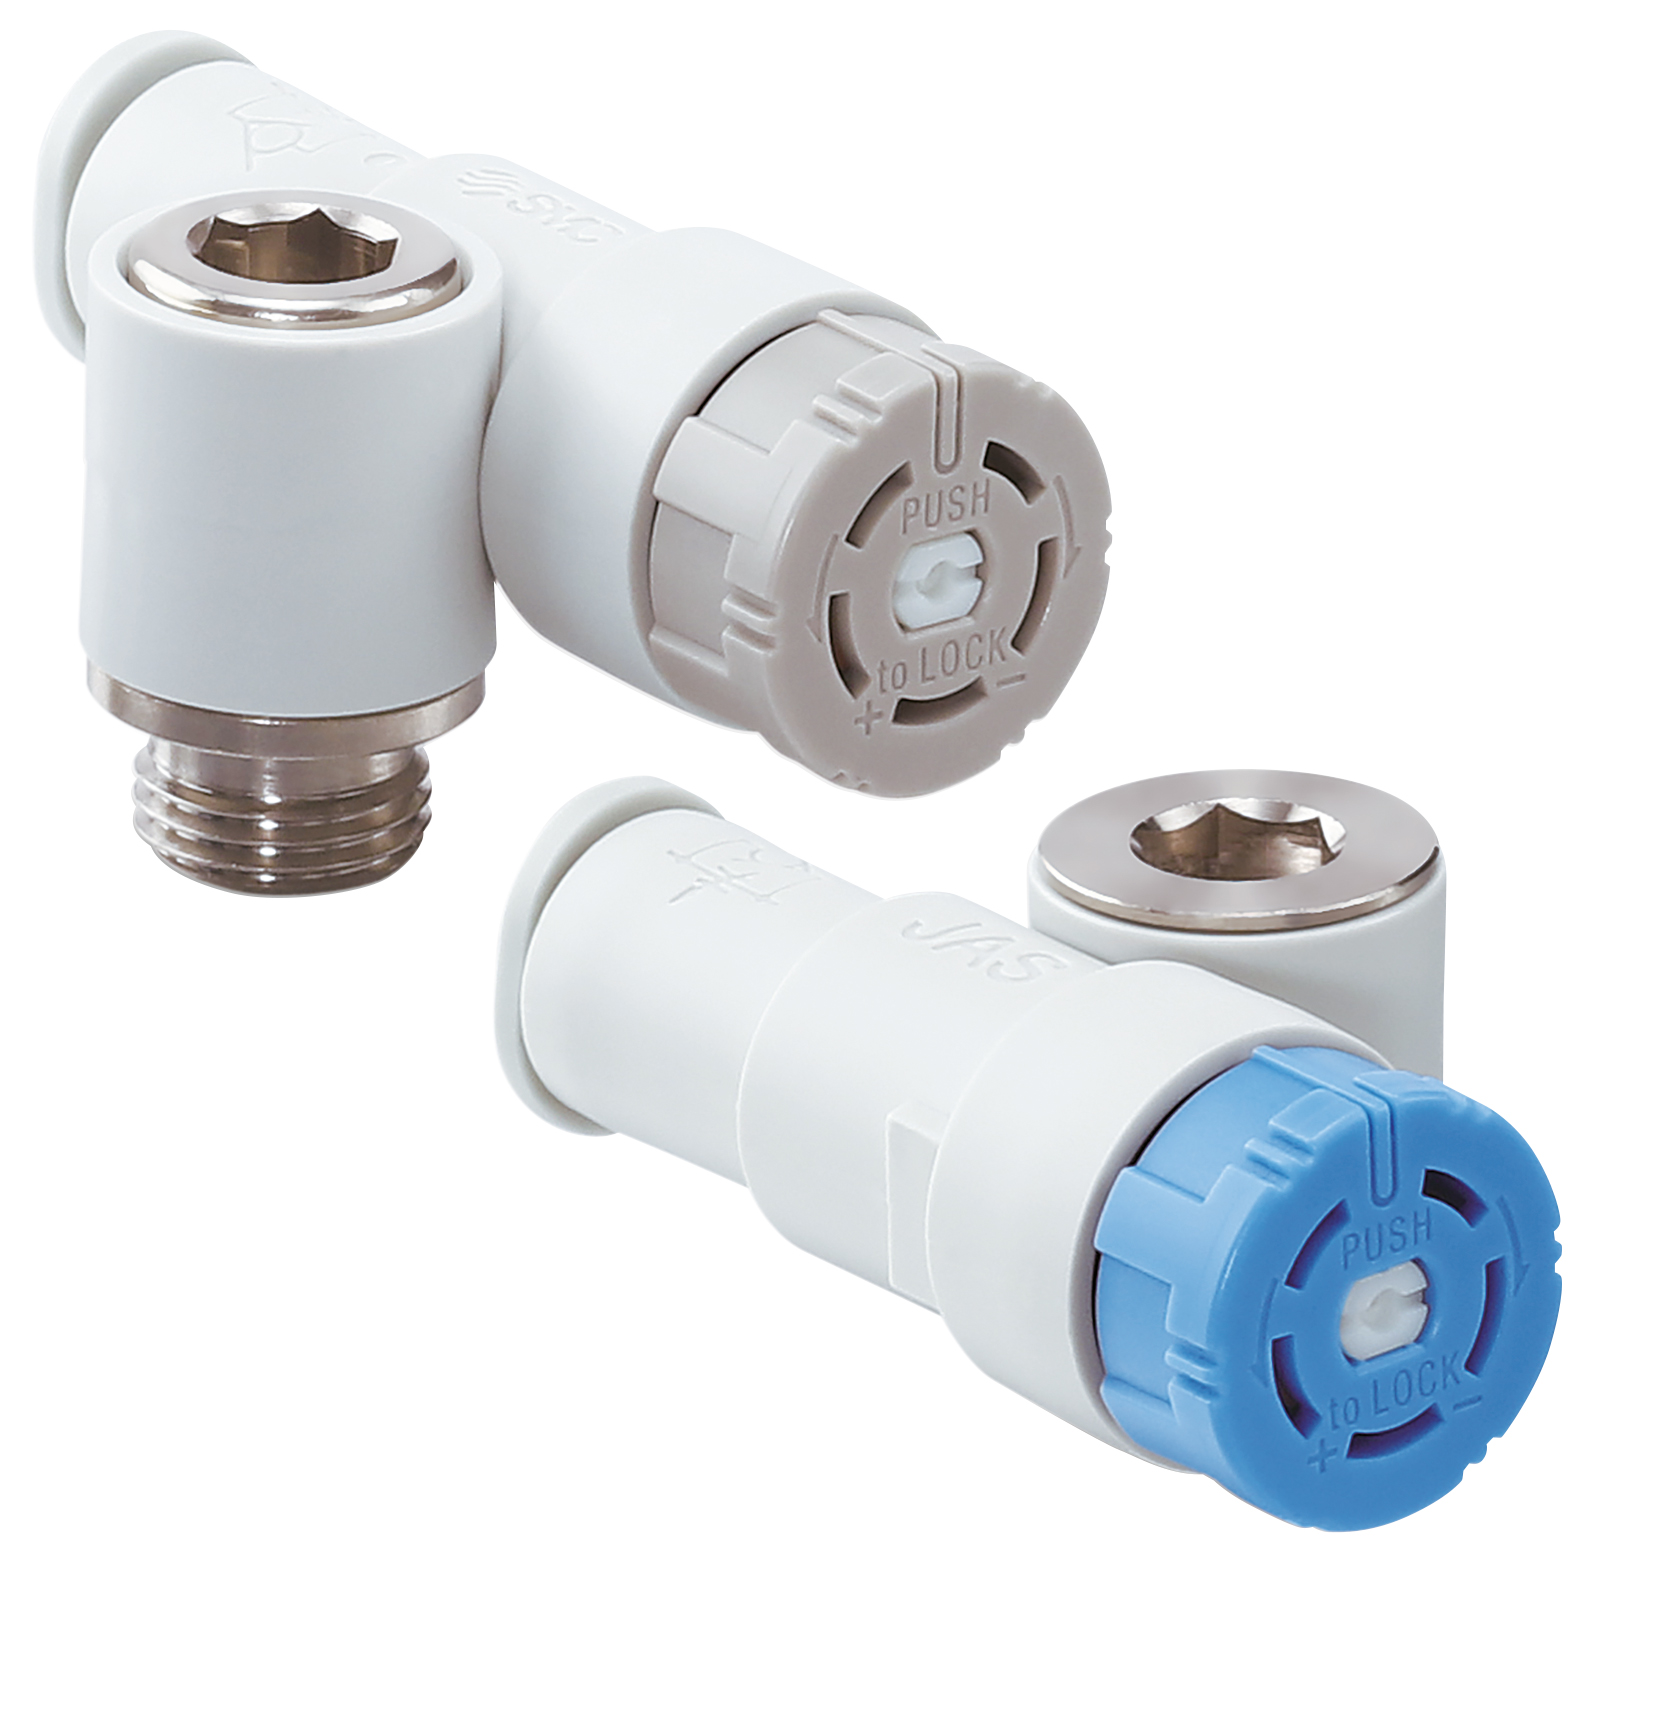 SMC
PUSH
to LOCK
+ −
JAS
PUSH
to LOCK
+ −